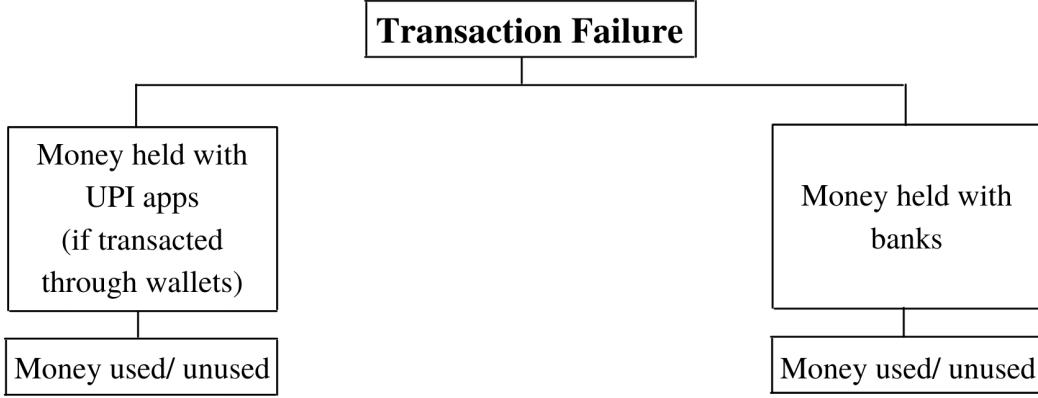 Transaction Failure
Money held with
UPI apps
(if transacted
through wallets)
Money used/ unused
Money held with
banks
Money used/ unused